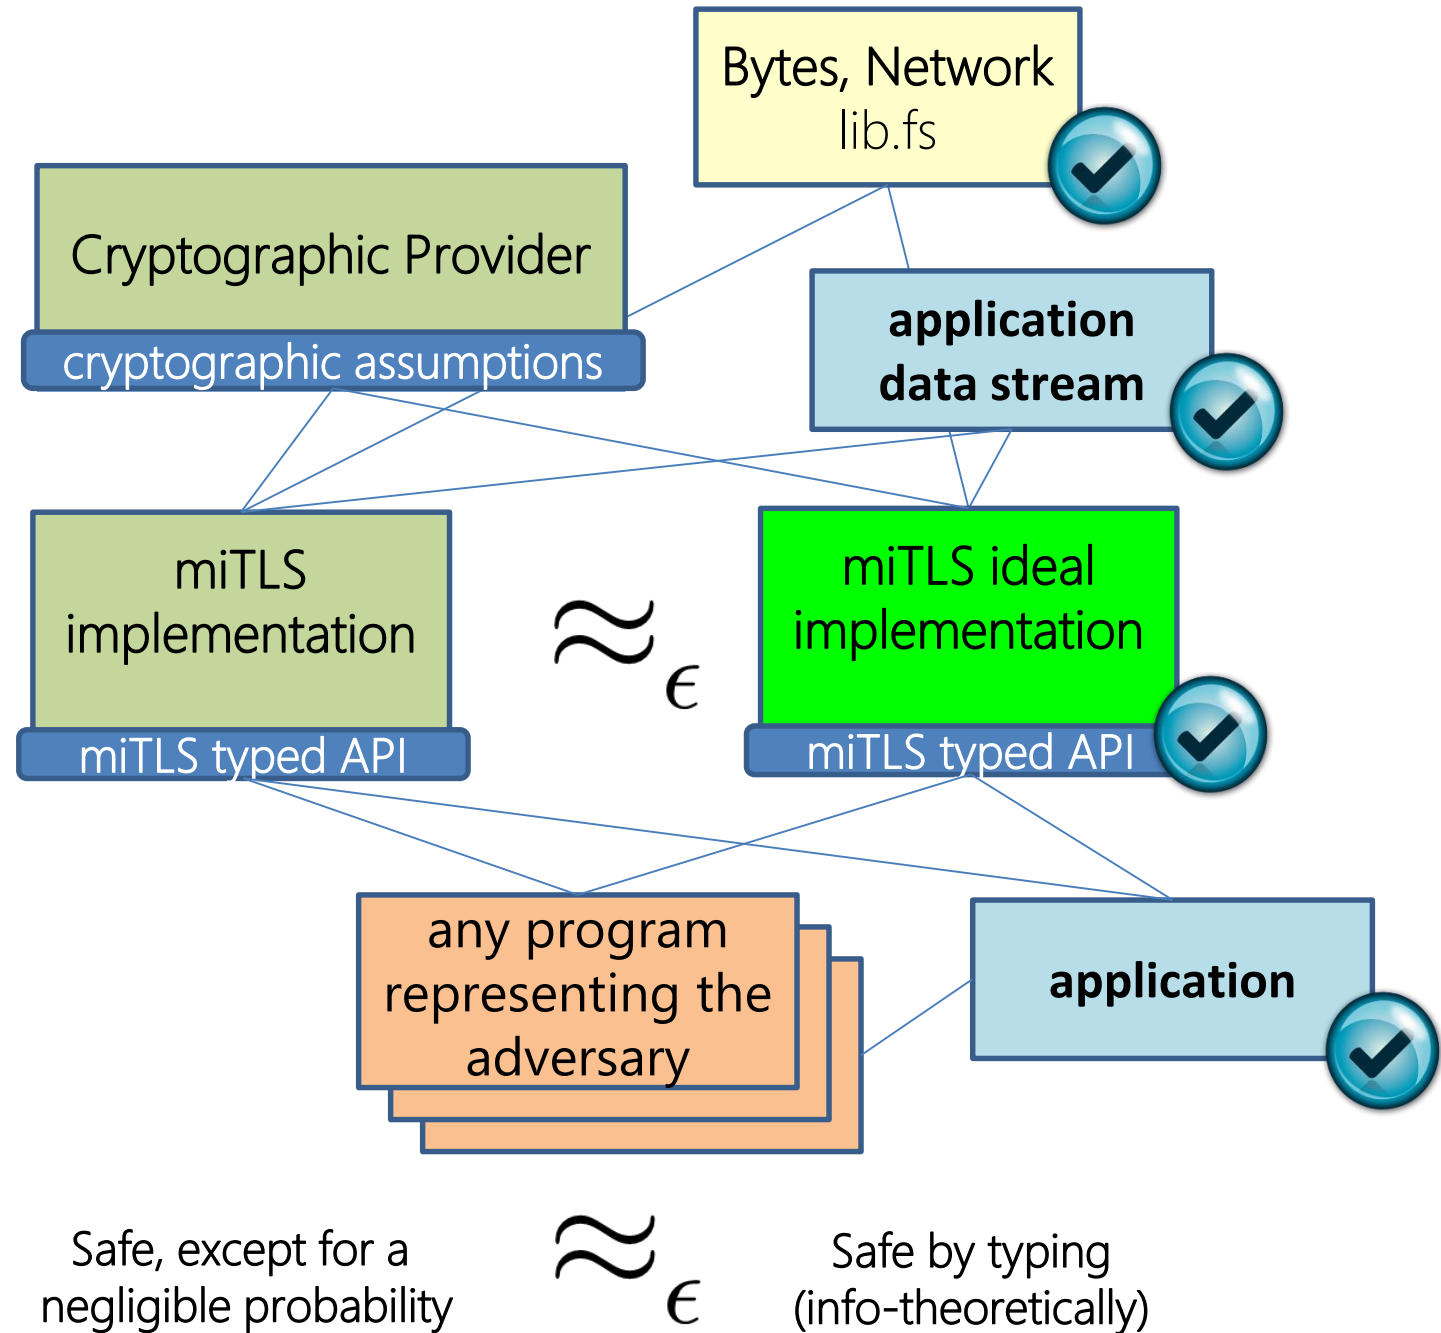 Bytes, Network
lib.fs
Cryptographic Provider
cryptographic assumptions
application
data stream
miTLS
implementation
≈ϵ
miTLS ideal
implementation
miTLS typed API
miTLS typed API
any program
representing the
adversary
application
Safe, except for a
negligible probability
≈ϵ
Safe by typing
(info-theoretically)